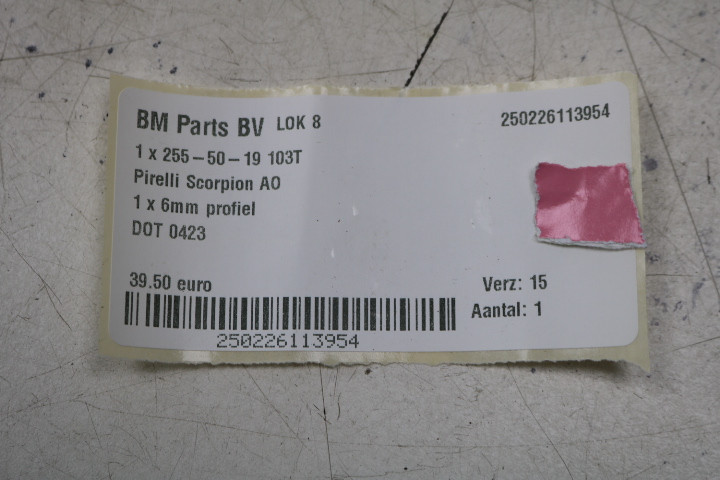 BM Parts BV LOK 8
250226113954
1 x 255-50-19 103T
Pirelli Scorpion AO
1 x 6mm profiel
DOT 0423
39.50 euro
Verz: 15
Aantal: 1
250226113954